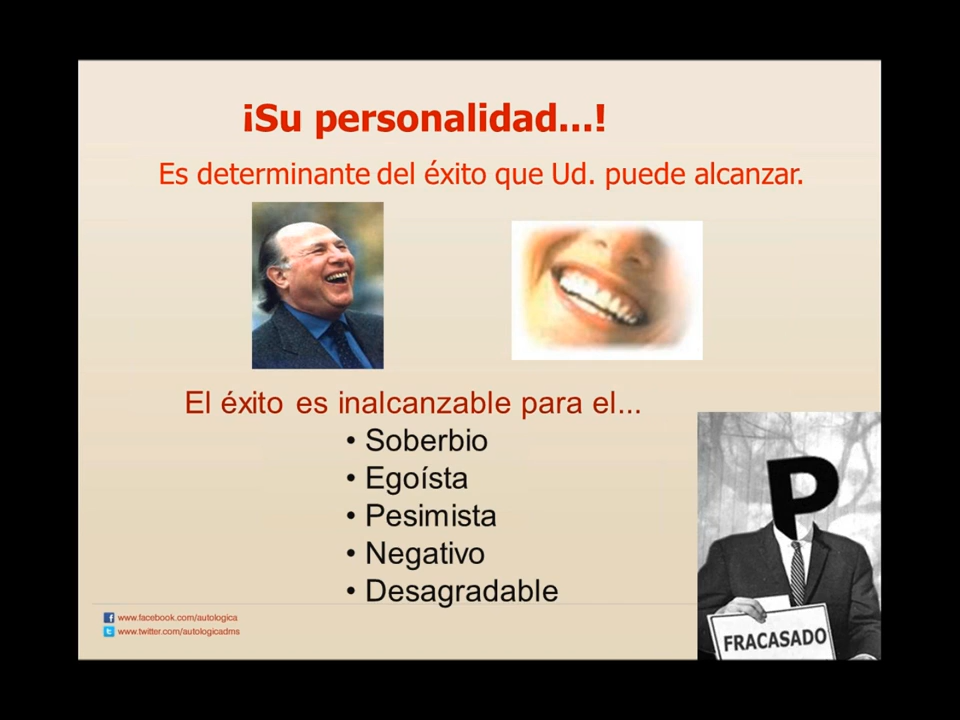 ¡Su personalidad...!
Es determinante del éxito que Ud. puede alcanzar.
El éxito es inalcanzable para el...
• Soberbio
• Egoísta
• Pesimista
• Negativo
• Desagradable
P
FRACASADO
www.facebook.com/autologica
www.twitter.com/autologicadms